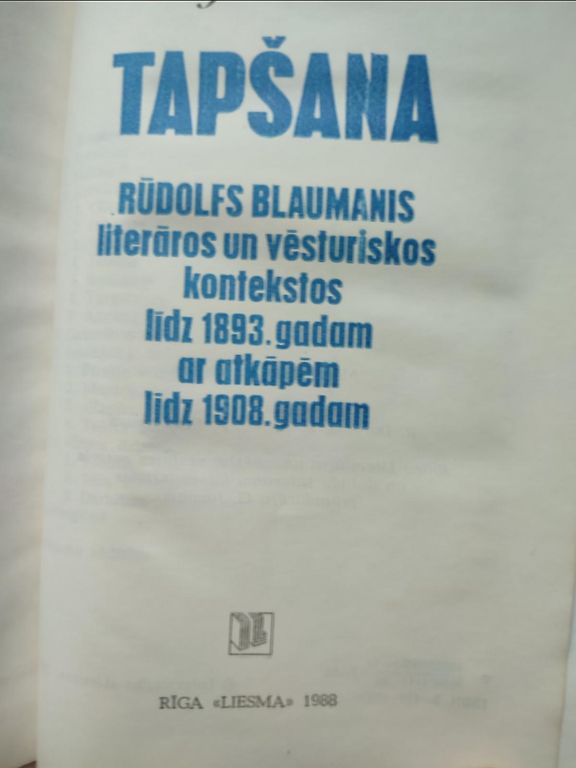 TAPŠANA
RŪDOLFS BLAUMANIS
literāros un vēsturiskos
kontekstos
līdz 1893. gadam
ar atkāpēm
līdz 1908. gadam
RĪGA «LIESMA» 1988